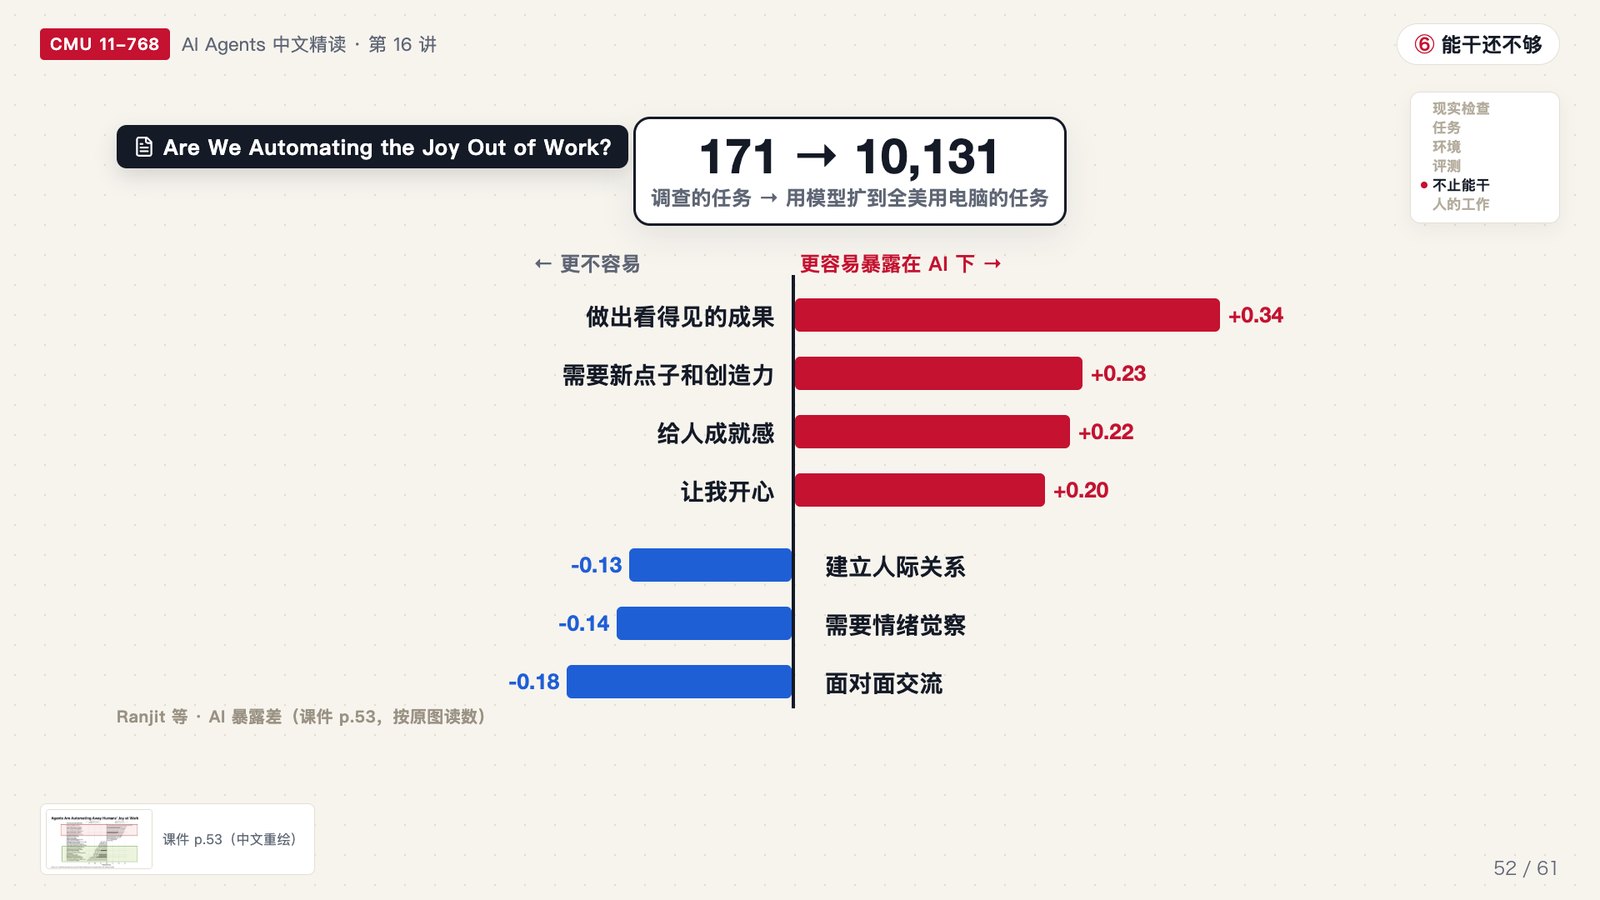 CMU 11-768
AI Agents 中文精读 · 第 16 讲
⑥ 能干还不够
现实检查
任务
环境
评测
不止能干
人的工作
Are We Automating the Joy Out of Work?
171 → 10,131
调查的任务 → 用模型扩到全美用电脑的任务
← 更不容易
更容易暴露在 AI 下 →
做出看得见的成果 +0.34
需要新点子和创造力 +0.23
给人成就感 +0.22
让我开心 +0.20
-0.13 建立人际关系
-0.14 需要情绪觉察
-0.18 面对面交流
Ranjit 等 · AI 暴露差（课件 p.53，按原图读数）
Agents Are Automating Away Humans' Joy at Work
课件 p.53（中文重绘）
52 / 61